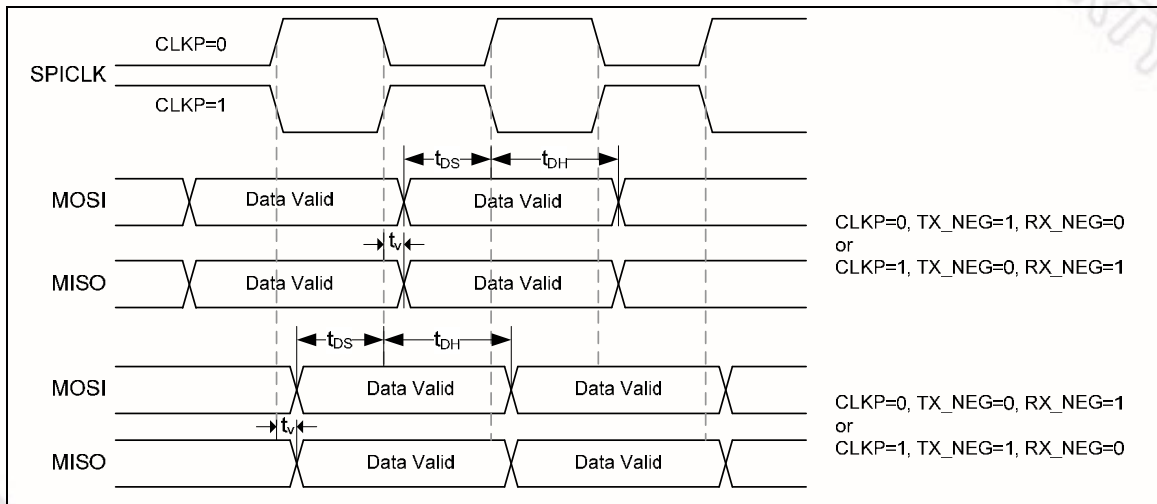 CLKP=0
SPICLK
CLKP=1
tDS tDH
MOSI Data Valid Data Valid
CLKP=0, TX_NEG=1, RX_NEG=0
or
CLKP=1, TX_NEG=0, RX_NEG=1
tv
MISO Data Valid Data Valid
tDS tDH
MOSI Data Valid Data Valid
CLKP=0, TX_NEG=0, RX_NEG=1
or
CLKP=1, TX_NEG=1, RX_NEG=0
tv
MISO Data Valid Data Valid